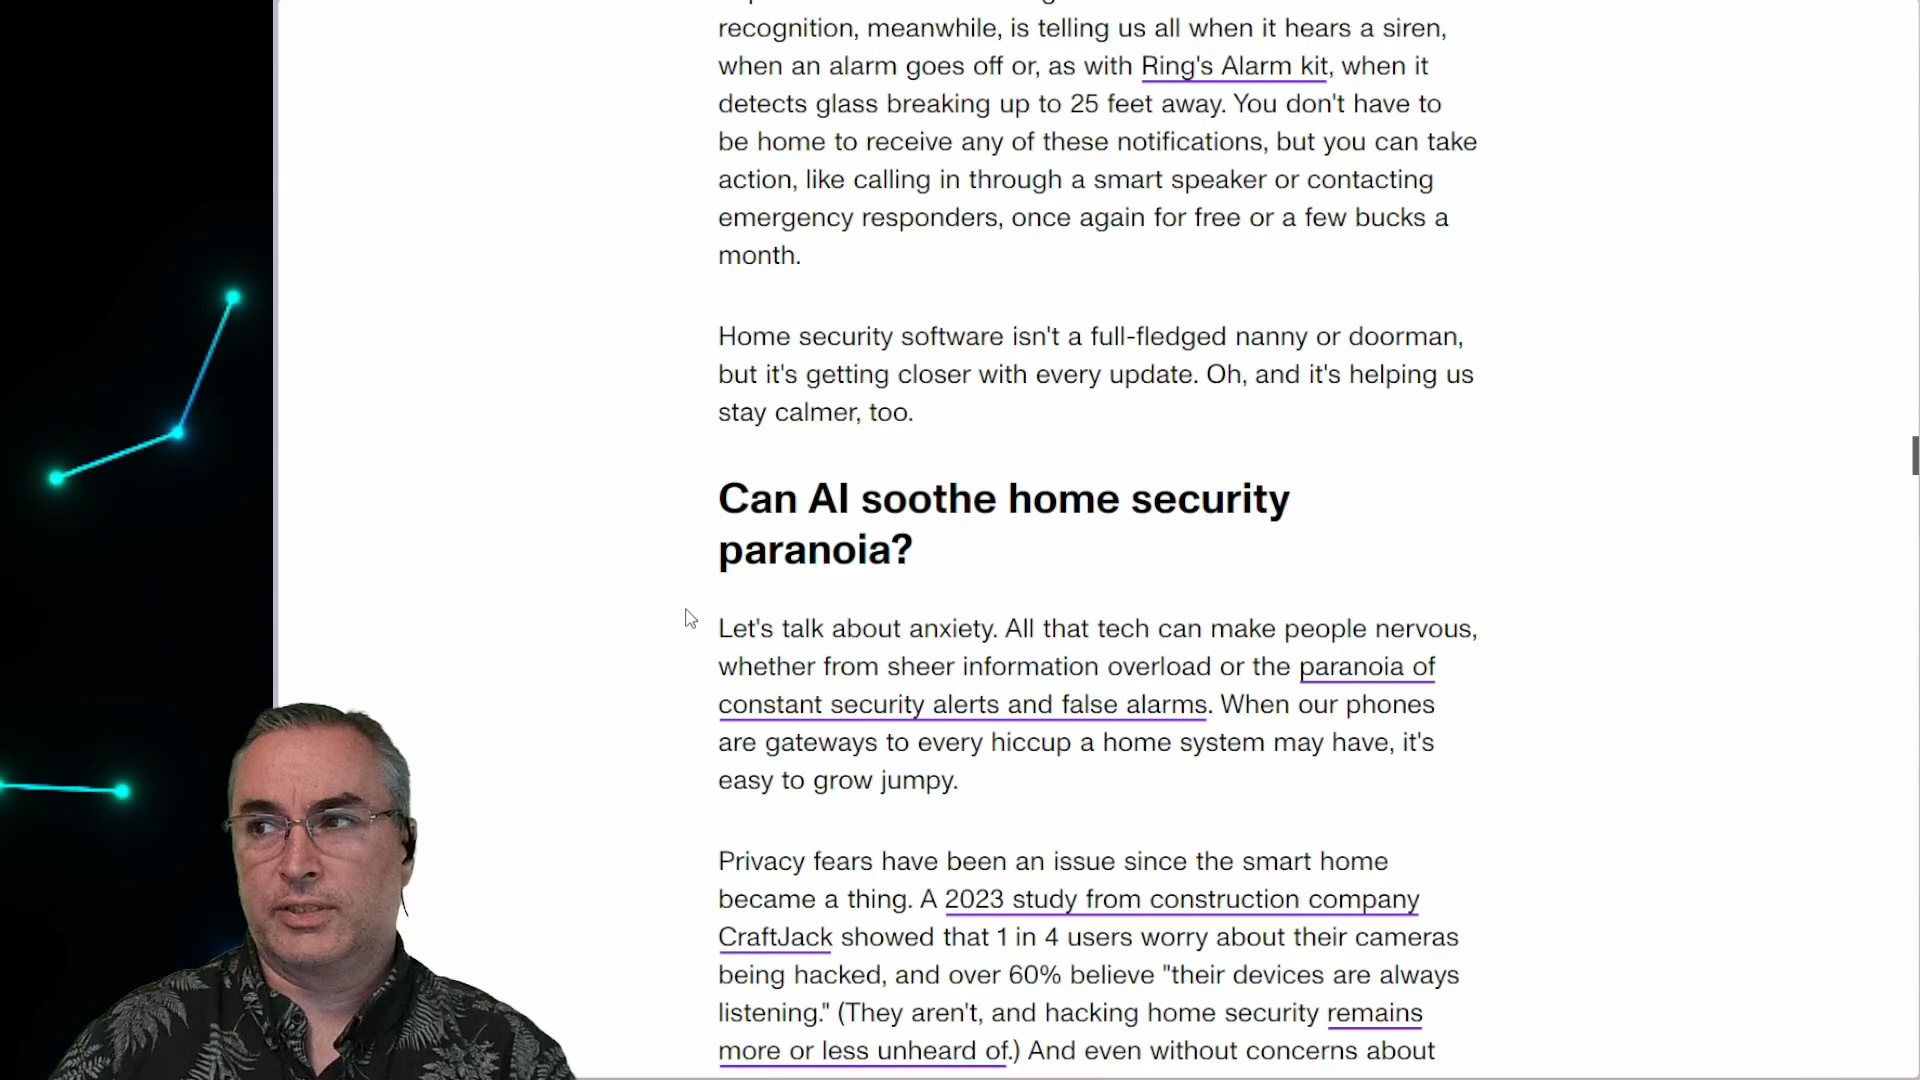 recognition, meanwhile, is telling us all when it hears a siren,
when an alarm goes off or, as with Ring's Alarm kit, when it
detects glass breaking up to 25 feet away. You don't have to
be home to receive any of these notifications, but you can take
action, like calling in through a smart speaker or contacting
emergency responders, once again for free or a few bucks a
month.
Home security software isn't a full-fledged nanny or doorman,
but it's getting closer with every update. Oh, and it's helping us
stay calmer, too.
Can AI soothe home security
paranoia?
Let's talk about anxiety. All that tech can make people nervous,
whether from sheer information overload or the paranoia of
constant security alerts and false alarms. When our phones
are gateways to every hiccup a home system may have, it's
easy to grow jumpy.
Privacy fears have been an issue since the smart home
became a thing. A 2023 study from construction company
CraftJack showed that 1 in 4 users worry about their cameras
being hacked, and over 60% believe "their devices are always
listening." (They aren't, and hacking home security remains
more or less unheard of.) And even without concerns about